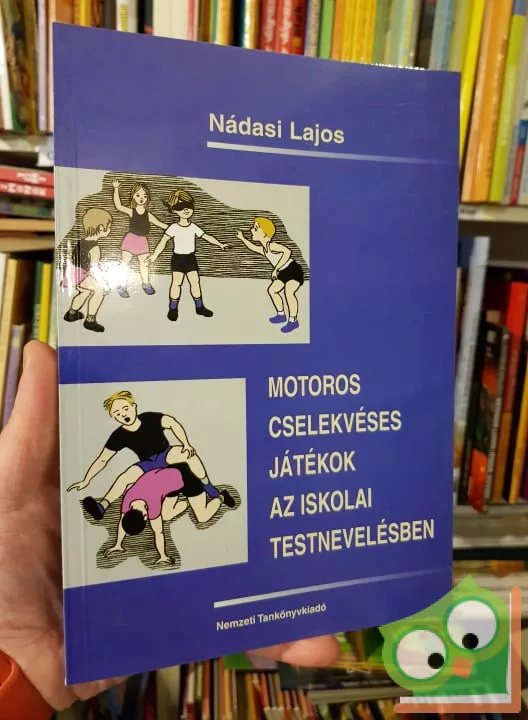 Nádasi Lajos
MOTOROS
CSELEKVÉSES
JÁTÉKOK
AZ ISKOLAI
TESTNEVELÉSBEN
Nemzeti Tankönyvkiadó